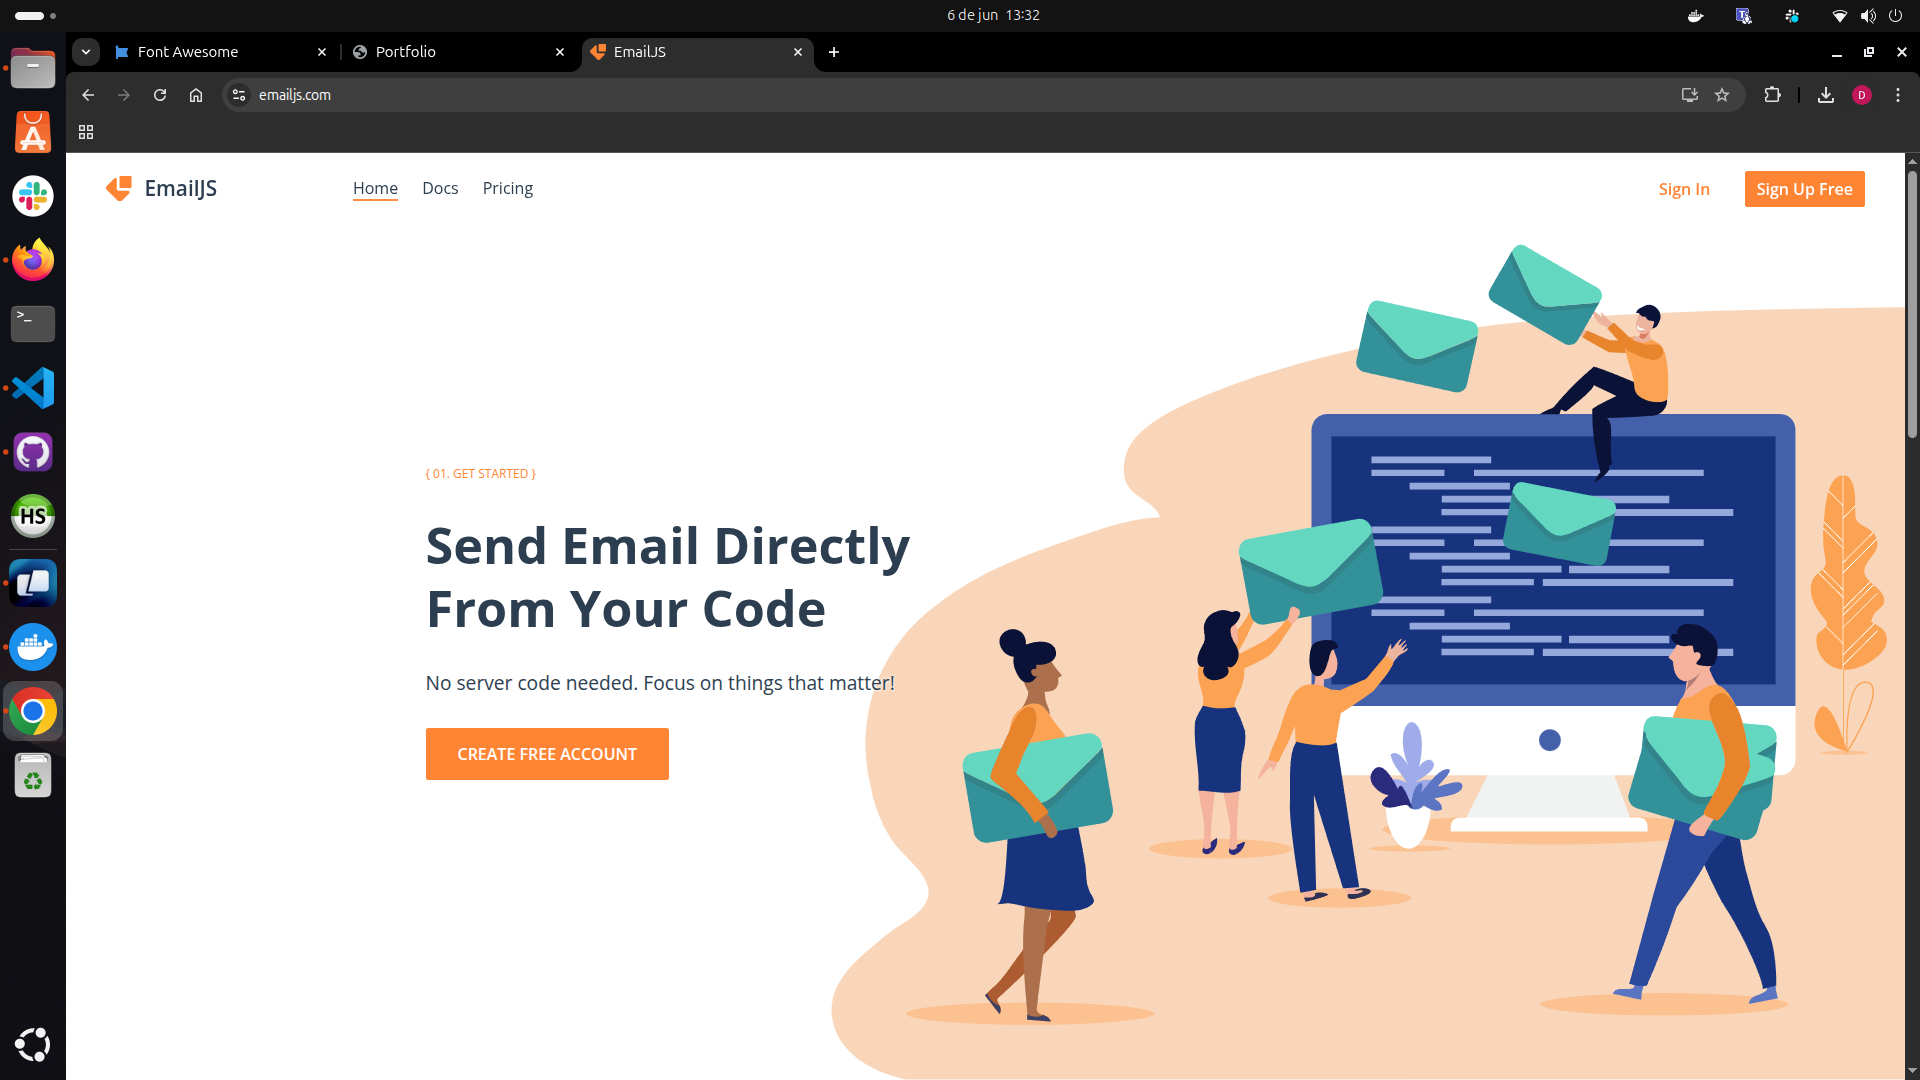 6 de jun 13:32
Font Awesome
Portfolio
EmailJS
emailjs.com
D
EmailJS
Home
Docs
Pricing
Sign In
Sign Up Free
{ 01. GET STARTED }
Send Email Directly
From Your Code
No server code needed. Focus on things that matter!
CREATE FREE ACCOUNT
>_
HS